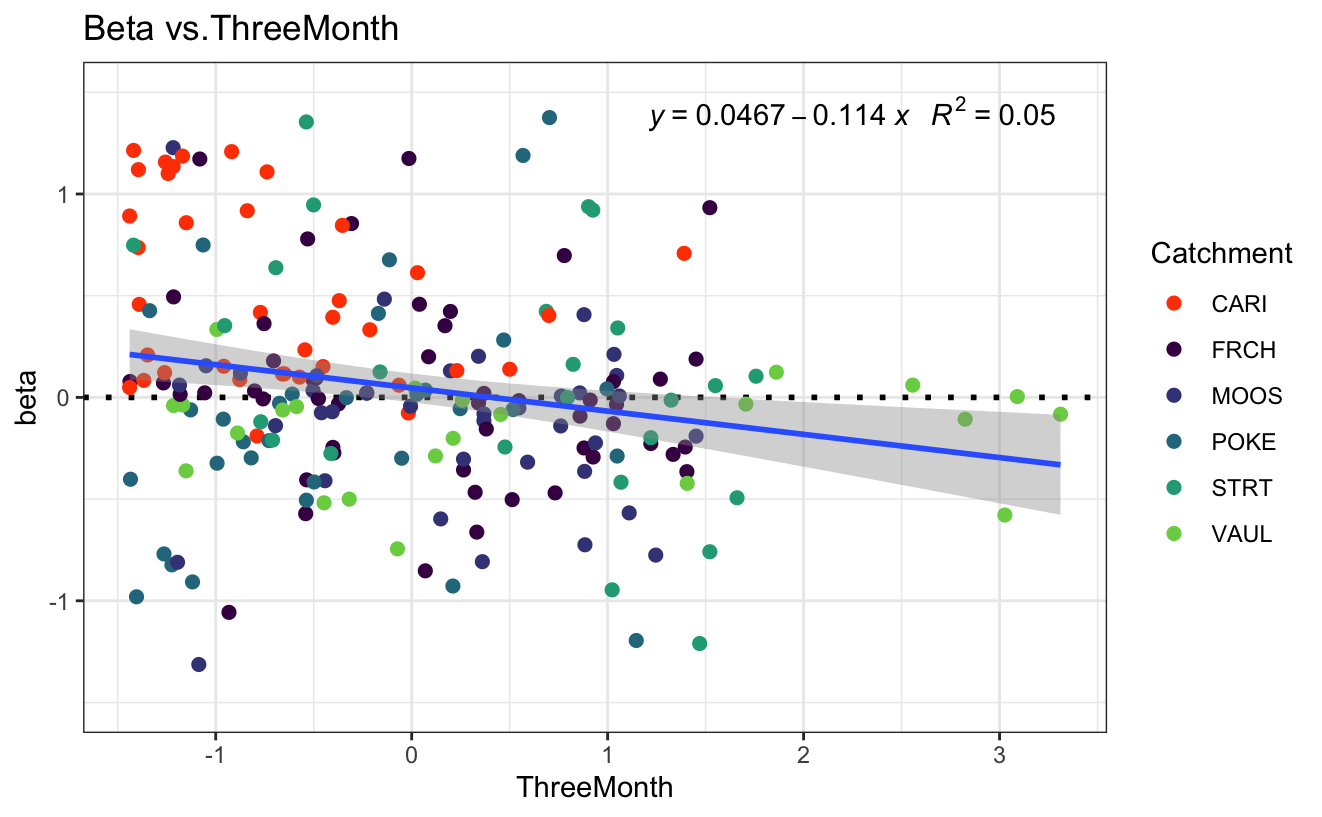 Beta vs.ThreeMonth
y = 0.0467 – 0.114 x R² = 0.05
1
0
-1
beta
-1
0
1
2
3
ThreeMonth
Catchment
CARI
FRCH
MOOS
POKE
STRT
VAUL